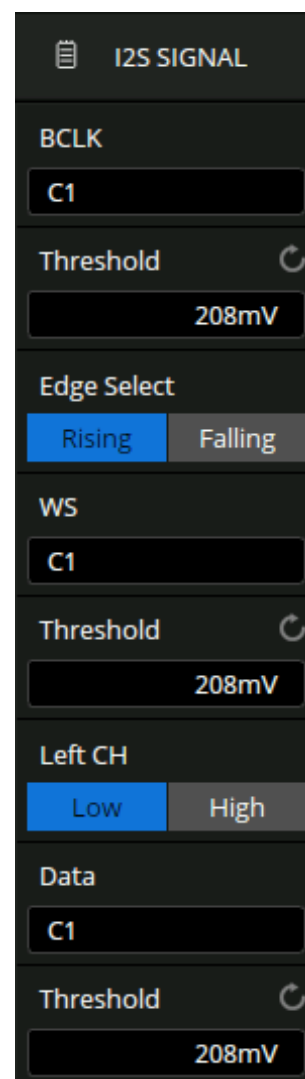 I2S SIGNAL
BCLK
C1
Threshold
208mV
Edge Select
Rising Falling
WS
C1
Threshold
208mV
Left CH
Low High
Data
C1
Threshold
208mV